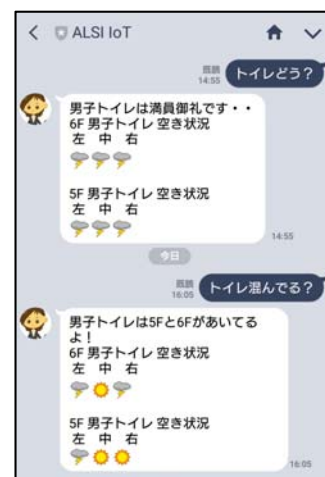 ALSI IoT
既読
14:55
トイレどう？
男子トイレは満員御礼です・・
6F 男子トイレ 空き状況
左 中 右
5F 男子トイレ 空き状況
左 中 右
14:55
今日
既読
16:05
トイレ混んでる？
男子トイレは5Fと6Fがあいてる
よ！
6F 男子トイレ 空き状況
左 中 右
5F 男子トイレ 空き状況
左 中 右
16:05